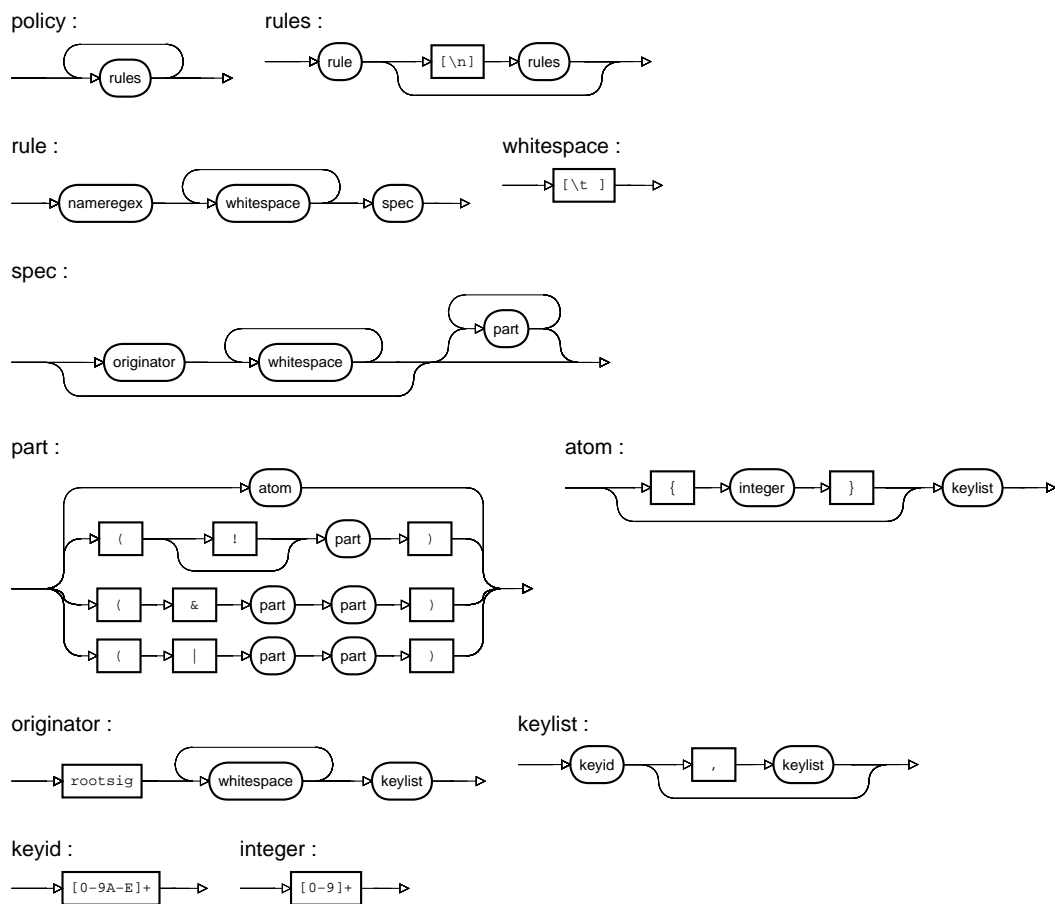 policy : rules :
rules rule [\n] rules
rule : whitespace :
nameregex whitespace spec [\t ]
spec :
part
originator whitespace
part : atom :
atom { integer } keylist
( ! part )
( & part part )
( | part part )
originator : keylist :
rootsig whitespace keylist keyid , keylist
keyid : integer :
[0-9A-E]+ [0-9]+